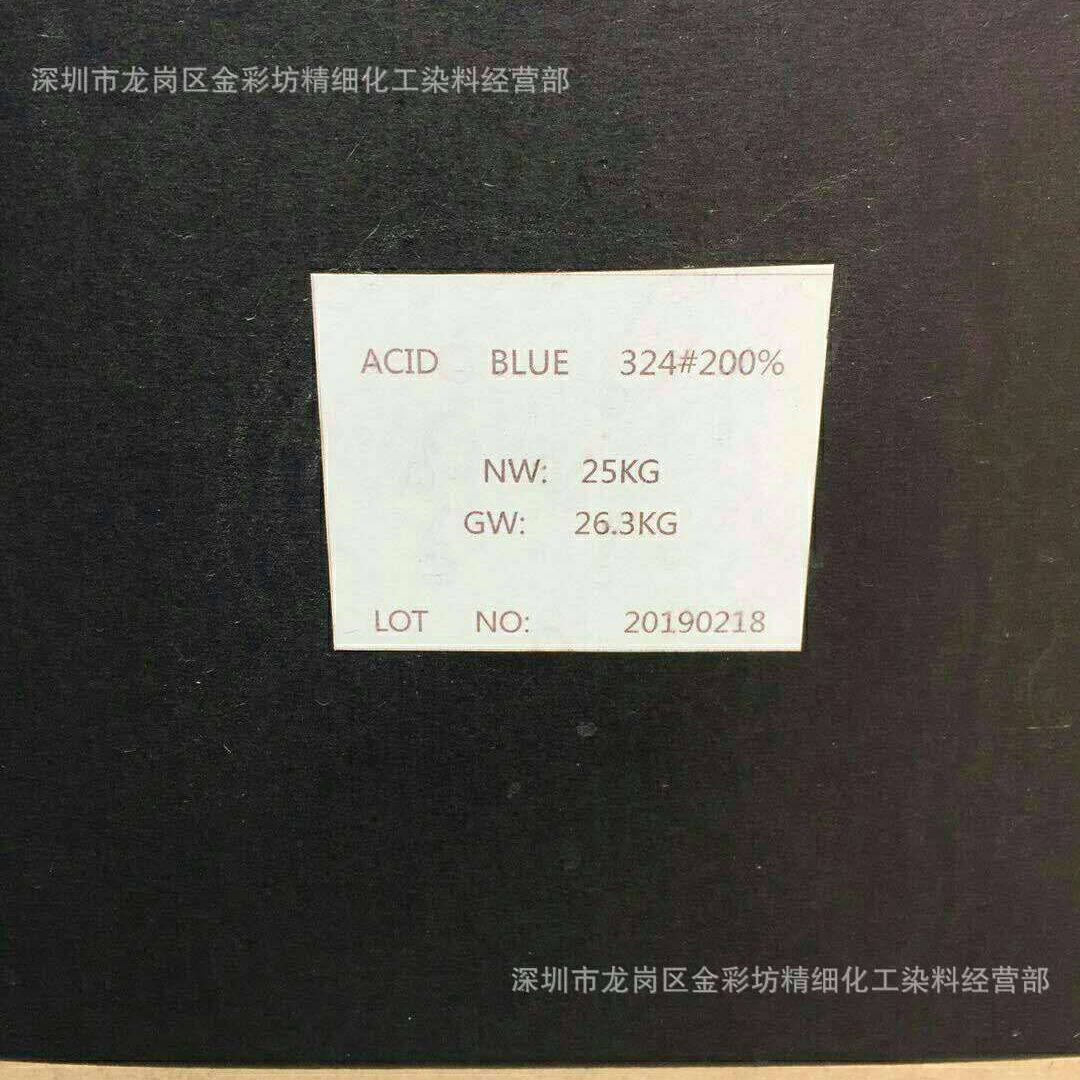 深圳市龙岗区金彩坊精细化工染料经营部
ACID BLUE 324#200%
NW: 25KG
GW: 26.3KG
LOT NO: 20190218
深圳市龙岗区金彩坊精细化工染料经营部